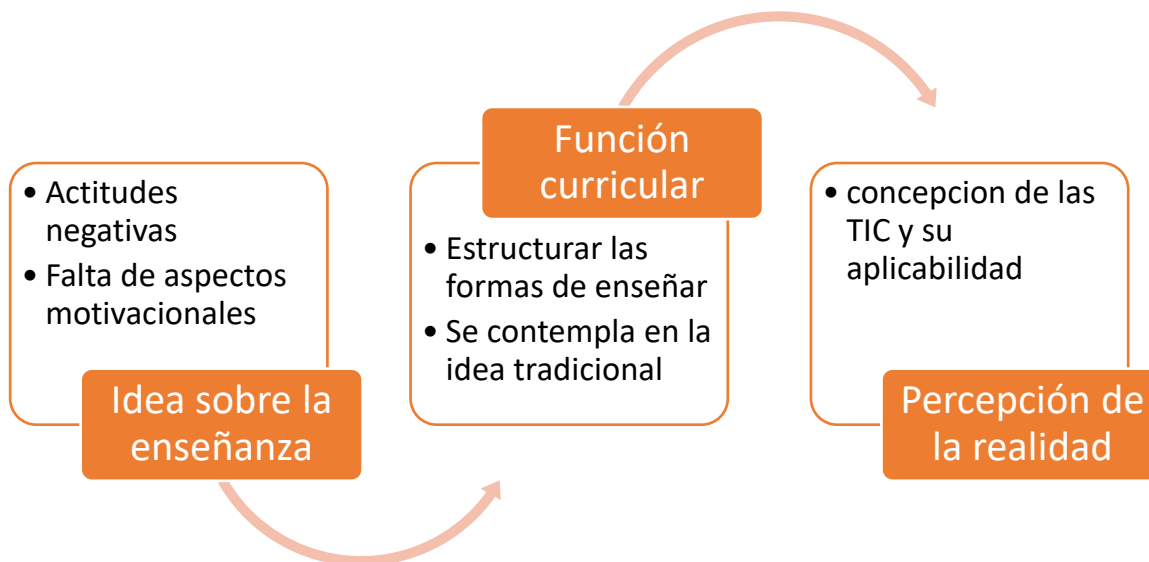 • Actitudes
negativas
• Falta de aspectos
motivacionales
Idea sobre la
enseñanza
Función
curricular
• Estructurar las
formas de enseñar
• Se contempla en la
idea tradicional
• concepcion de las
TIC y su
aplicabilidad
Percepción de
la realidad